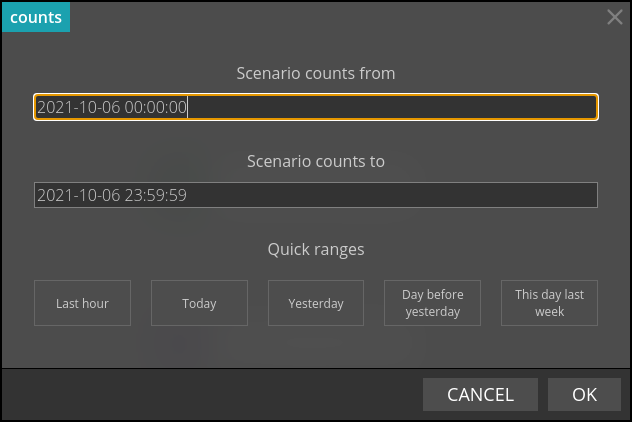 counts
Scenario counts from
2021-10-06 00:00:00
Scenario counts to
2021-10-06 23:59:59
Quick ranges
Last hour
Today
Yesterday
Day before
yesterday
This day last
week
CANCEL
OK